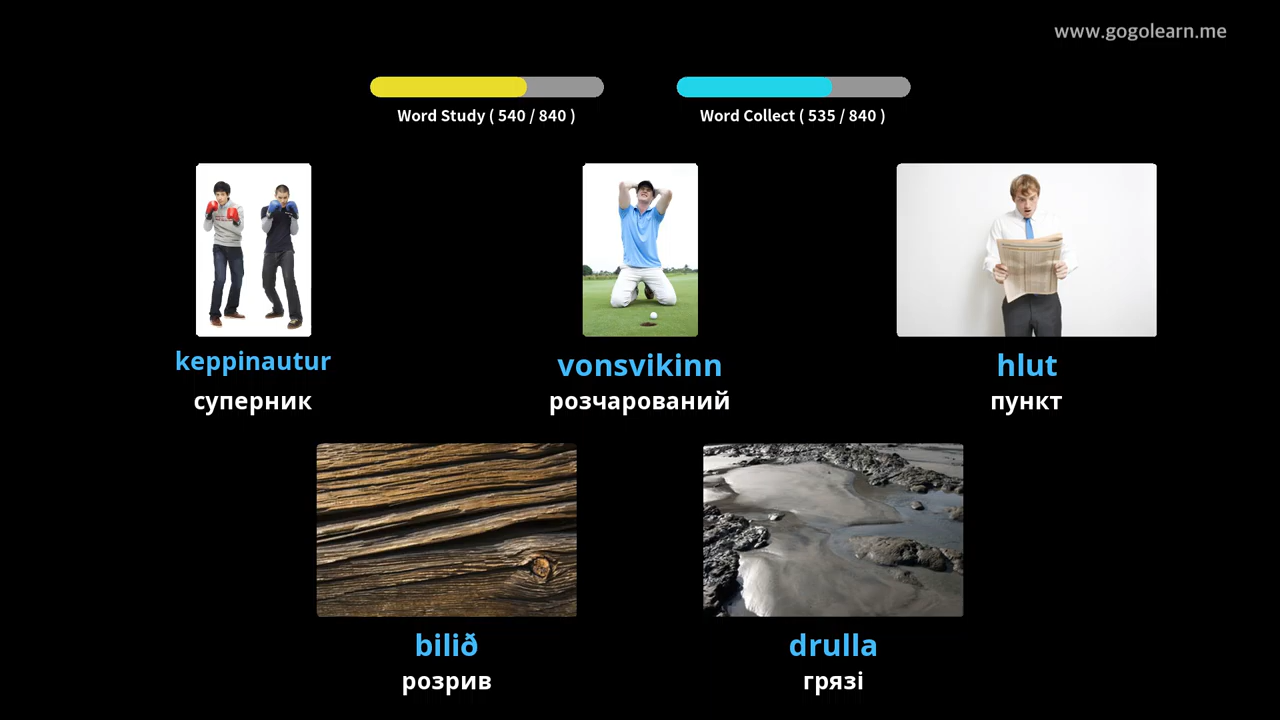 www.gogolearn.me
Word Study ( 540 / 840 )
Word Collect ( 535 / 840 )
keppinautur
суперник
vonsvikinn
розчарований
hlut
пункт
bilið
розрив
drulla
грязі